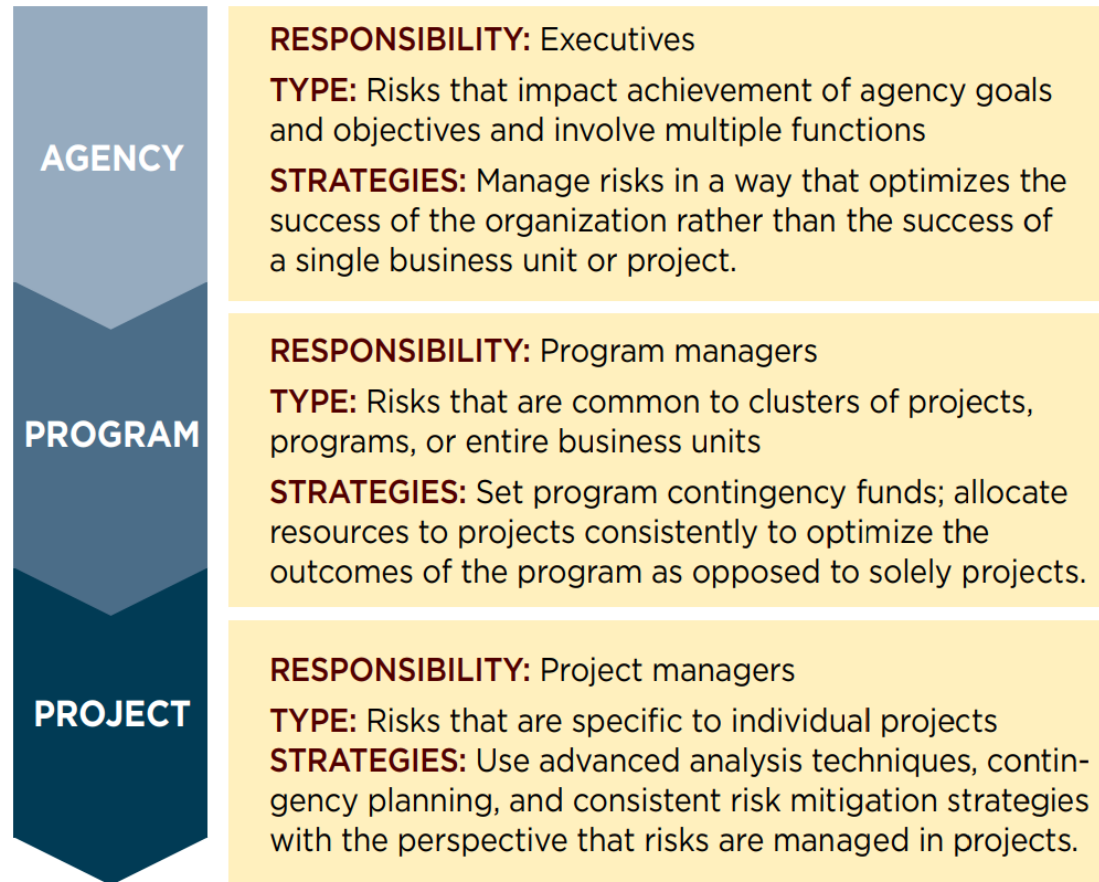 AGENCY
RESPONSIBILITY: Executives
TYPE: Risks that impact achievement of agency goals
and objectives and involve multiple functions
STRATEGIES: Manage risks in a way that optimizes the
success of the organization rather than the success of
a single business unit or project.
PROGRAM
RESPONSIBILITY: Program managers
TYPE: Risks that are common to clusters of projects,
programs, or entire business units
STRATEGIES: Set program contingency funds; allocate
resources to projects consistently to optimize the
outcomes of the program as opposed to solely projects.
PROJECT
RESPONSIBILITY: Project managers
TYPE: Risks that are specific to individual projects
STRATEGIES: Use advanced analysis techniques, contin-
gency planning, and consistent risk mitigation strategies
with the perspective that risks are managed in projects.